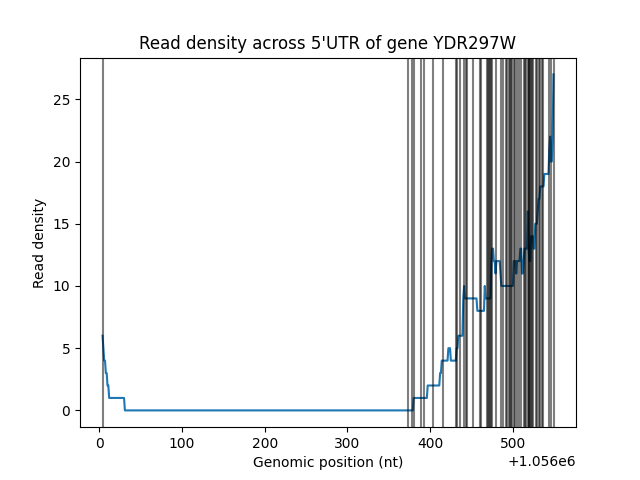 Read density across 5'UTR of gene YDR297W
25
20
15
10
5
0
Read density
0 100 200 300 400 500
Genomic position (nt)
+1.056e6